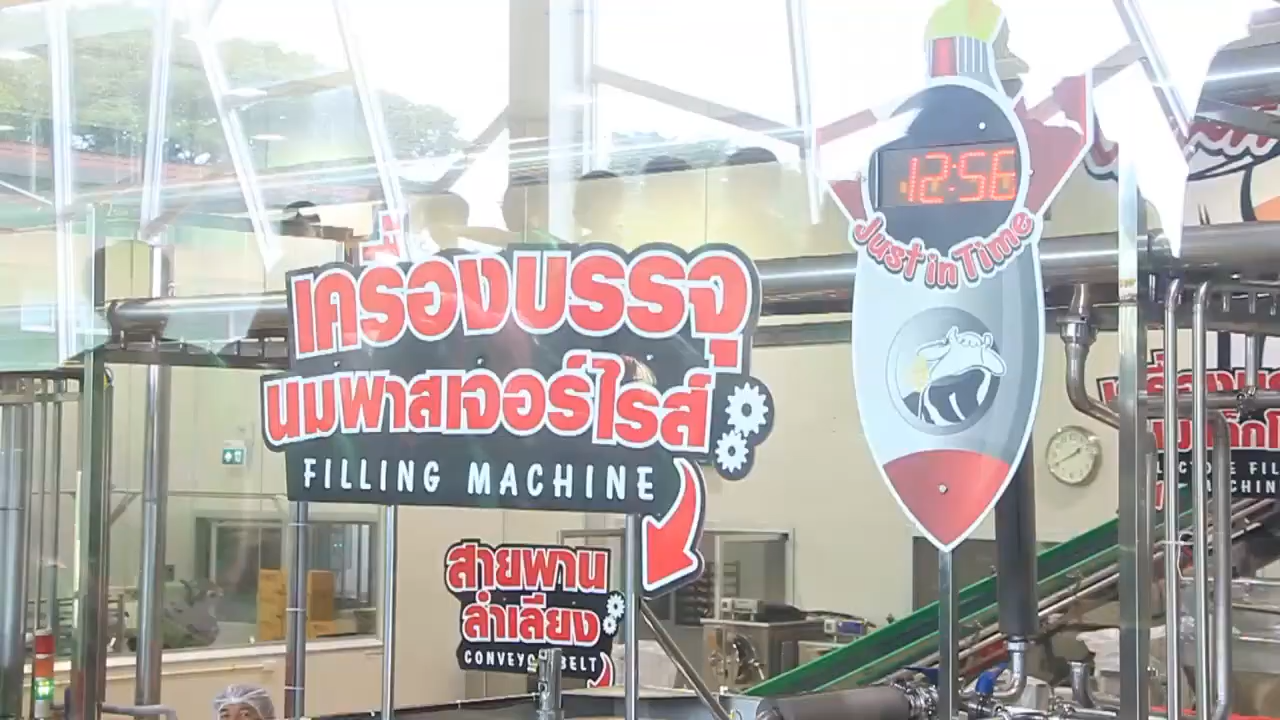 12:56
Just in Time
เครื่องบรรจุ
นมพาสเจอร์ไรส์
FILLING MACHINE
สายพาน
ลำเลียง
CONVEYOR BELT